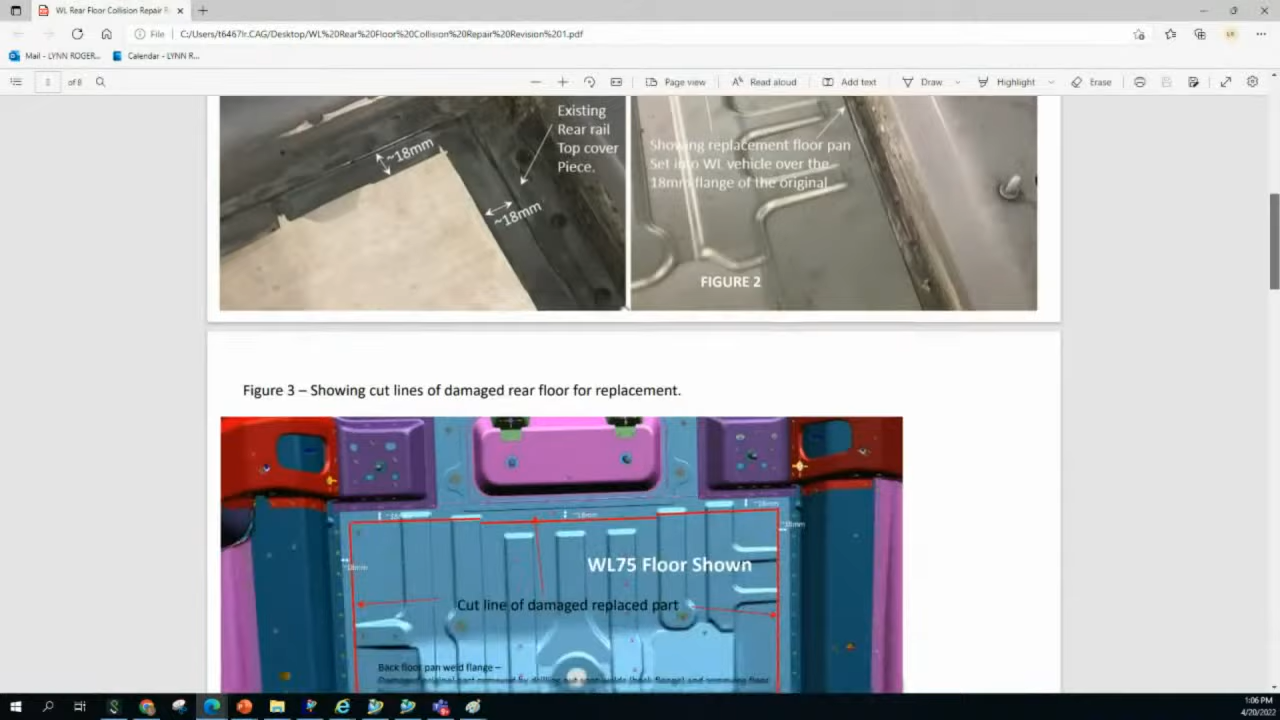 WL Rear Floor Collision Repair R
File
C:/Users/t6467lr.CAG/Desktop/WL%20Rear%20Floor%20Collision%20Repair%20Revision%201.pdf
Mail - LYNN ROGER...
Calendar - LYNN R...
of 8
Page view
Read aloud
Add text
Draw
Highlight
Erase
~18mm
~18mm
Existing
Rear rail
Top cover
Piece.
Showing replacement floor pan
Set into WL vehicle over the
18mm flange of the original
FIGURE 2
Figure 3 – Showing cut lines of damaged rear floor for replacement.
~18mm
WL75 Floor Shown
Cut line of damaged replaced part
Back floor pan weld flange –
1:06 PM
4/20/2022